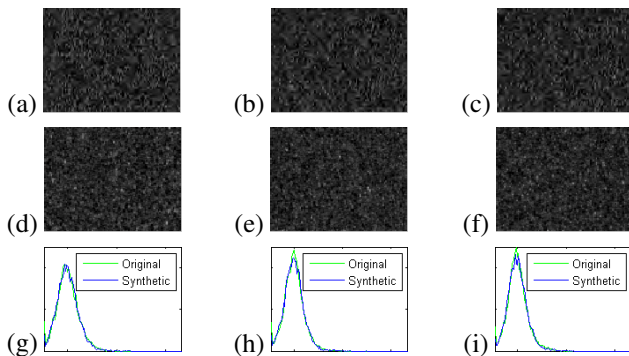 (a) (b) (c)
(d) (e) (f)
(g) Original Synthetic (h) Original Synthetic (i) Original Synthetic